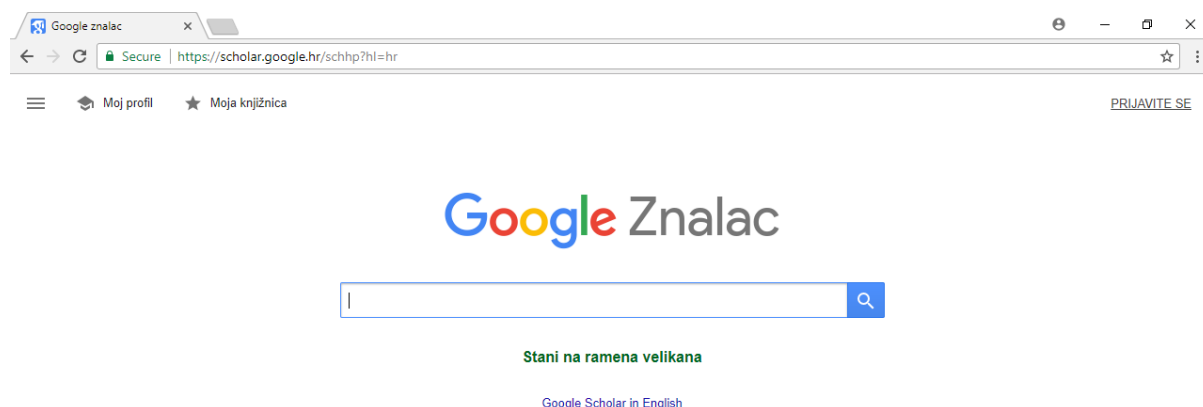 Google znalac
Secure | https://scholar.google.hr/schhp?hl=hr
Moj profil Moja knjižnica PRIJAVITE SE
Google Znalac
Stani na ramena velikana
Google Scholar in English